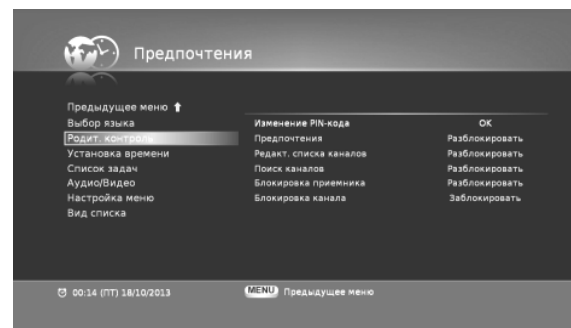 Предпочтения
Предыдущее меню
Выбор языка
Изменение PIN-кода OK
Родит. контроль
Предпочтения Разблокировать
Установка времени
Редакт. списка каналов Разблокировать
Список задач
Поиск каналов Разблокировать
Аудио/Видео
Блокировка приемника Разблокировать
Настройка меню
Блокировка канала Заблокировать
Вид списка
00:14 (ПТ) 18/10/2013
MENU Предыдущее меню